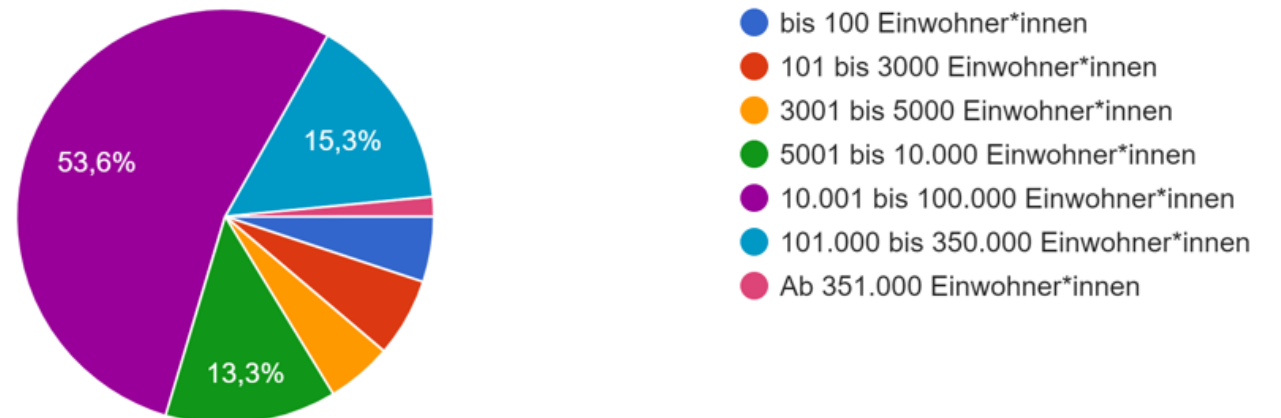 53,6%
15,3%
13,3%
bis 100 Einwohner*innen
101 bis 3000 Einwohner*innen
3001 bis 5000 Einwohner*innen
5001 bis 10.000 Einwohner*innen
10.001 bis 100.000 Einwohner*innen
101.000 bis 350.000 Einwohner*innen
Ab 351.000 Einwohner*innen